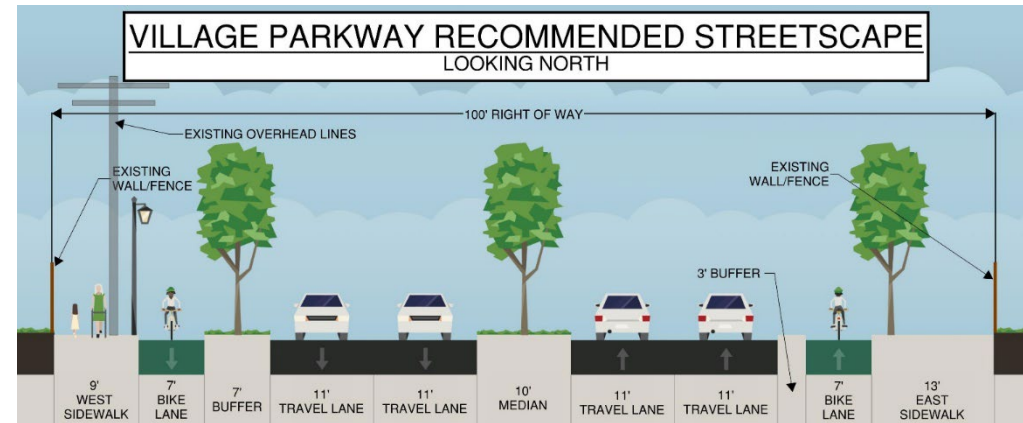 VILLAGE PARKWAY RECOMMENDED STREETSCAPE
LOOKING NORTH
100' RIGHT OF WAY
EXISTING OVERHEAD LINES
EXISTING
WALL/FENCE
EXISTING
WALL/FENCE
3' BUFFER
9'
WEST
SIDEWALK
7'
BIKE
LANE
7'
BUFFER
11'
TRAVEL LANE
11'
TRAVEL LANE
10'
MEDIAN
11'
TRAVEL LANE
11'
TRAVEL LANE
7'
BIKE
LANE
13'
EAST
SIDEWALK